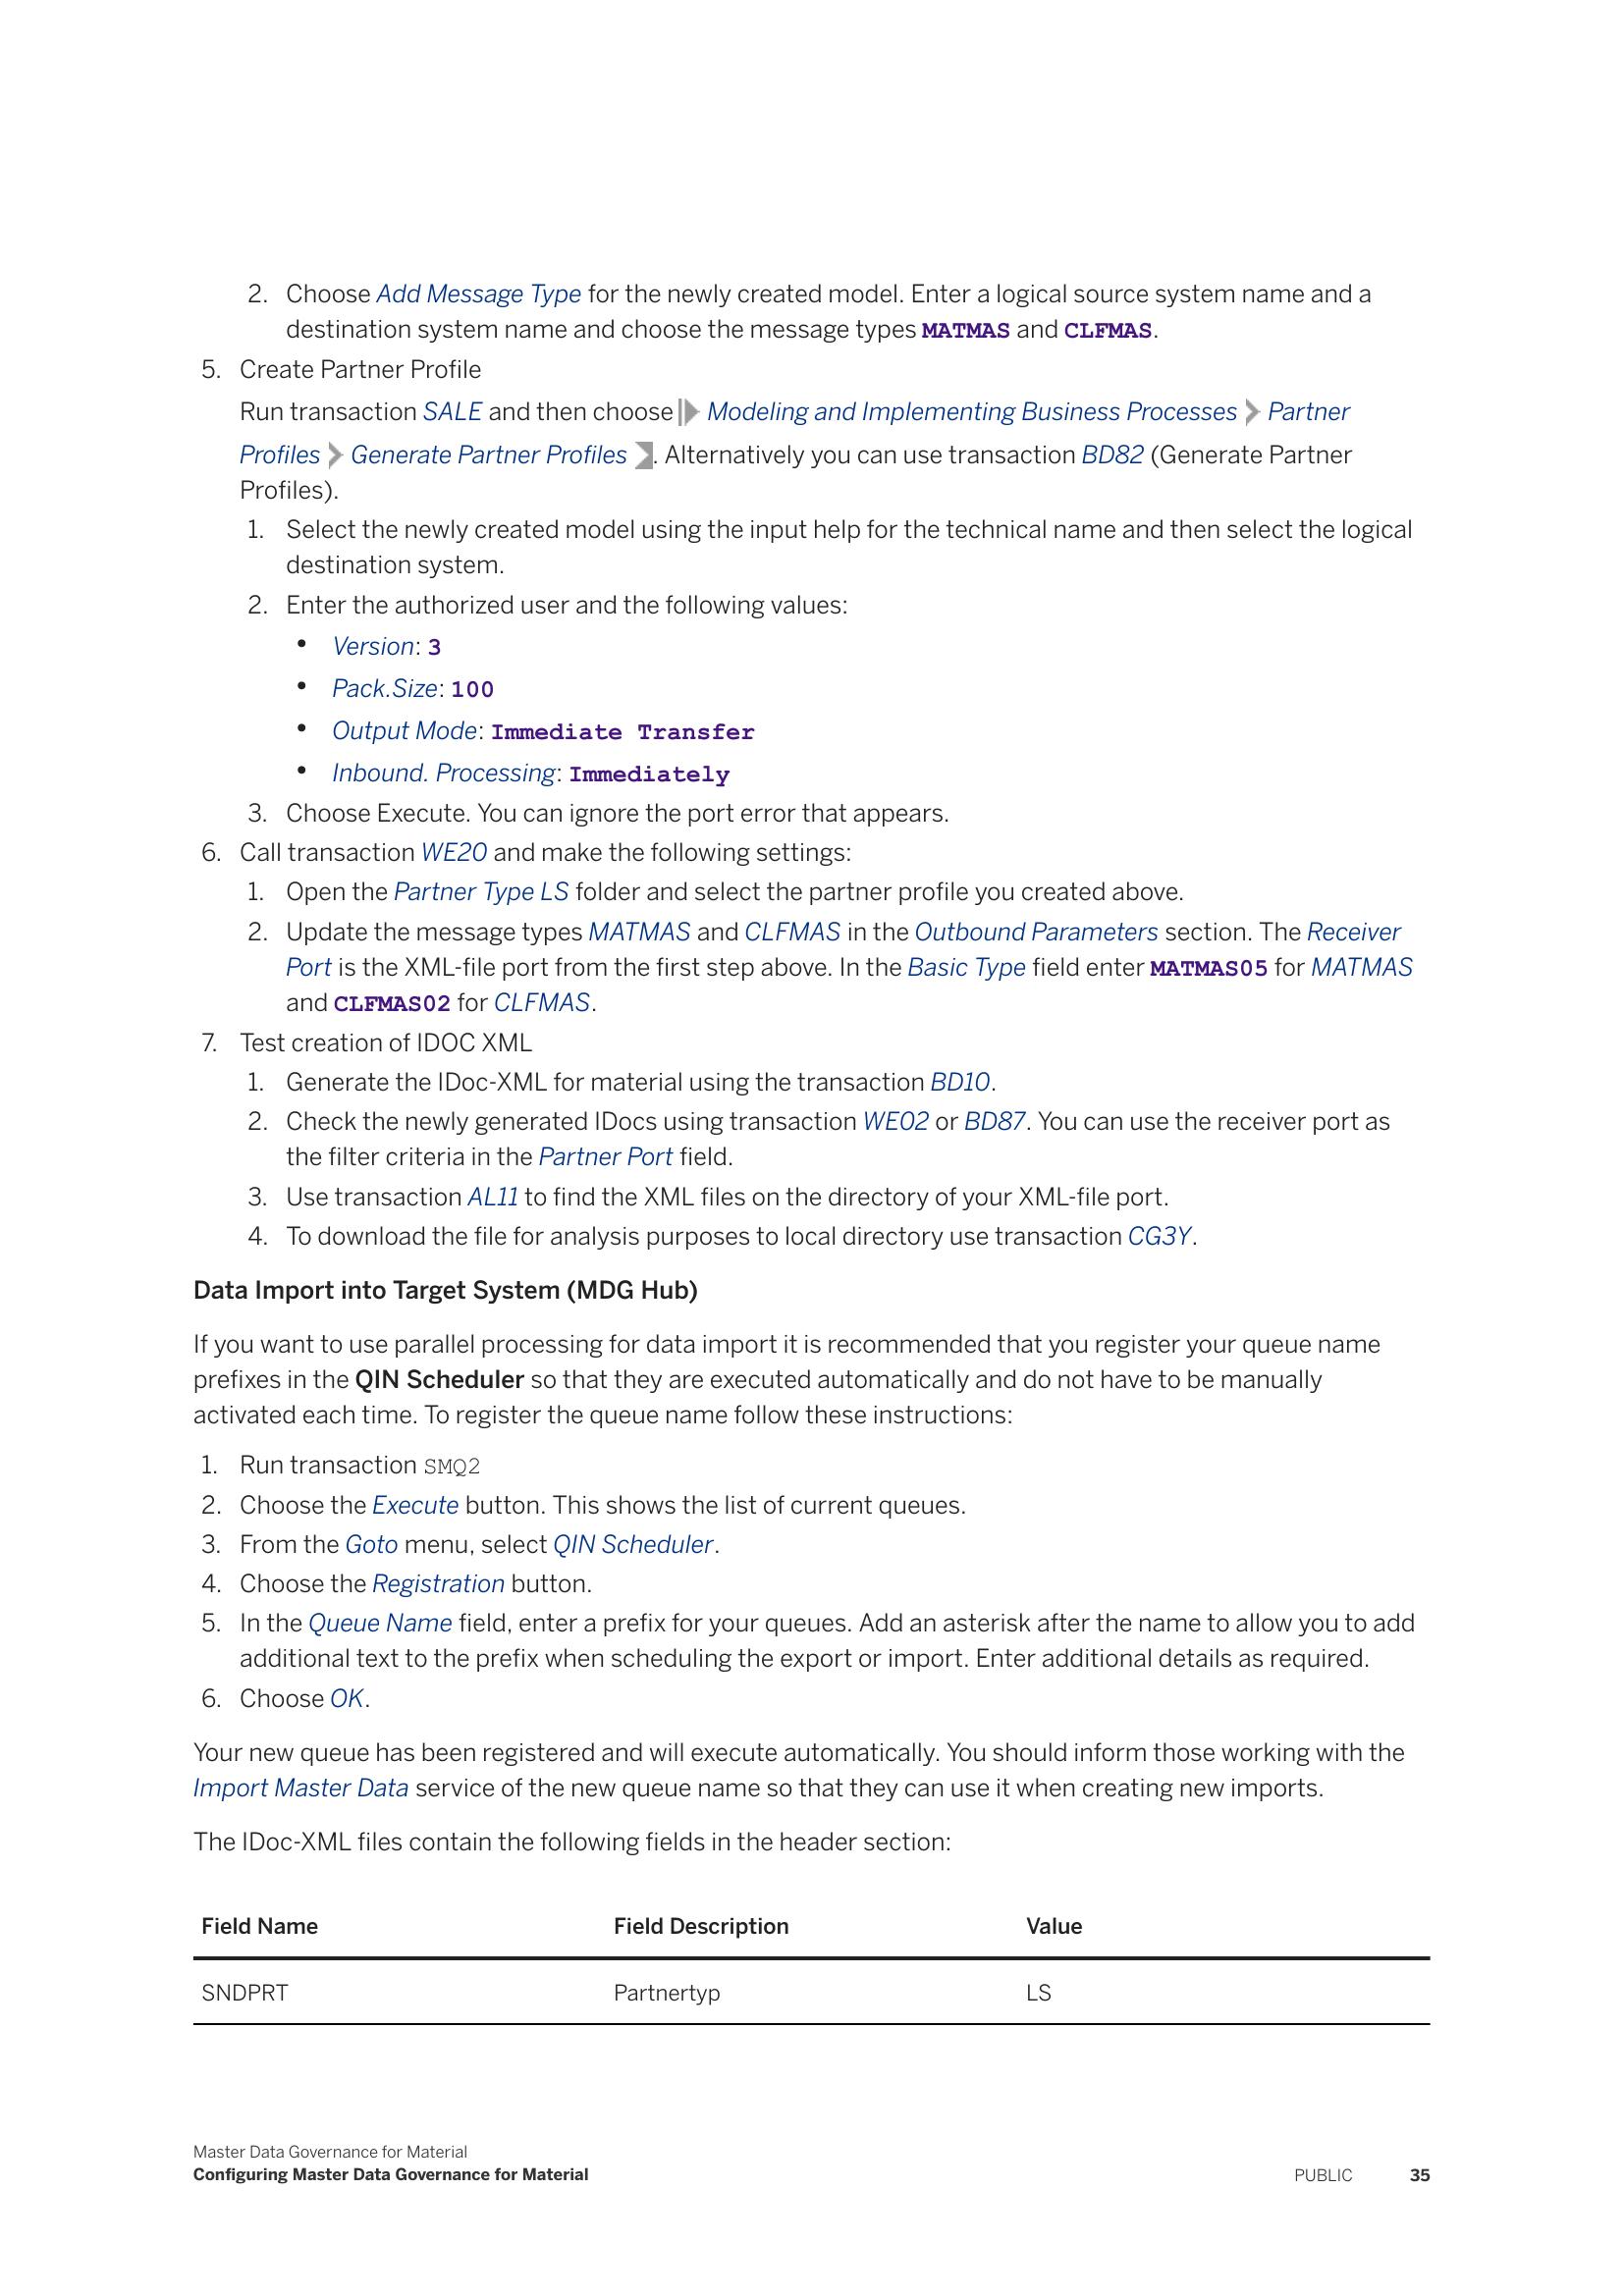 2. Choose Add Message Type for the newly created model. Enter a logical source system name and a
destination system name and choose the message types MATMAS and CLFMAS.
5. Create Partner Profile
Run transaction SALE and then choose Modeling and Implementing Business Processes Partner
Profiles Generate Partner Profiles . Alternatively you can use transaction BD82 (Generate Partner
Profiles).
1. Select the newly created model using the input help for the technical name and then select the logical
destination system.
2. Enter the authorized user and the following values:
• Version: 3
• Pack.Size: 100
• Output Mode: Immediate Transfer
• Inbound. Processing: Immediately
3. Choose Execute. You can ignore the port error that appears.
6. Call transaction WE20 and make the following settings:
1. Open the Partner Type LS folder and select the partner profile you created above.
2. Update the message types MATMAS and CLFMAS in the Outbound Parameters section. The Receiver
Port is the XML-file port from the first step above. In the Basic Type field enter MATMAS05 for MATMAS
and CLFMAS02 for CLFMAS.
7. Test creation of IDOC XML
1. Generate the IDoc-XML for material using the transaction BD10.
2. Check the newly generated IDocs using transaction WE02 or BD87. You can use the receiver port as
the filter criteria in the Partner Port field.
3. Use transaction AL11 to find the XML files on the directory of your XML-file port.
4. To download the file for analysis purposes to local directory use transaction CG3Y.
Data Import into Target System (MDG Hub)
If you want to use parallel processing for data import it is recommended that you register your queue name
prefixes in the QIN Scheduler so that they are executed automatically and do not have to be manually
activated each time. To register the queue name follow these instructions:
1. Run transaction SMQ2
2. Choose the Execute button. This shows the list of current queues.
3. From the Goto menu, select QIN Scheduler.
4. Choose the Registration button.
5. In the Queue Name field, enter a prefix for your queues. Add an asterisk after the name to allow you to add
additional text to the prefix when scheduling the export or import. Enter additional details as required.
6. Choose OK.
Your new queue has been registered and will execute automatically. You should inform those working with the
Import Master Data service of the new queue name so that they can use it when creating new imports.
The IDoc-XML files contain the following fields in the header section:
Field Name Field Description Value
SNDPRT Partnertyp LS
Master Data Governance for Material
Configuring Master Data Governance for Material PUBLIC 35